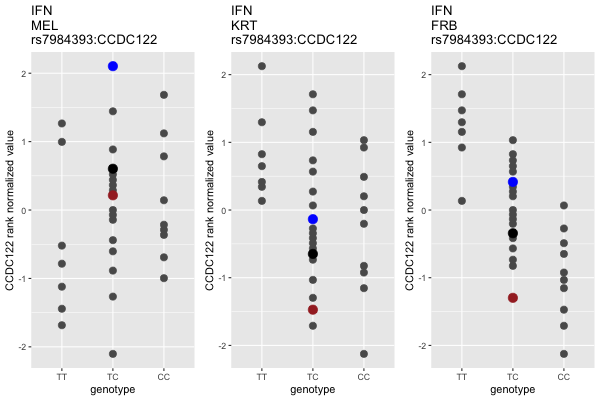 IFN
MEL
rs7984393:CCDC122
CCDC122 rank normalized value
2
1
0
-1
-2
TT TC CC
genotype
IFN
KRT
rs7984393:CCDC122
CCDC122 rank normalized value
2
1
0
-1
-2
TT TC CC
genotype
IFN
FRB
rs7984393:CCDC122
CCDC122 rank normalized value
2
1
0
-1
-2
TT TC CC
genotype